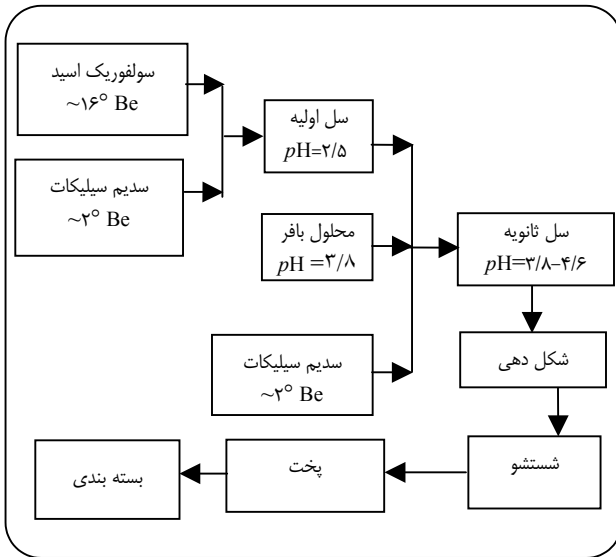 سولفوریک اسید
~۱۶° Be
سل اولیه
pH=۲/۵
سدیم سیلیکات
~۲° Be
محلول بافر
pH =۳/۸
سل ثانویه
pH=۳/۸–۴/۶
سدیم سیلیکات
~۲° Be
شکل دهی
شستشو
پخت
بسته بندی